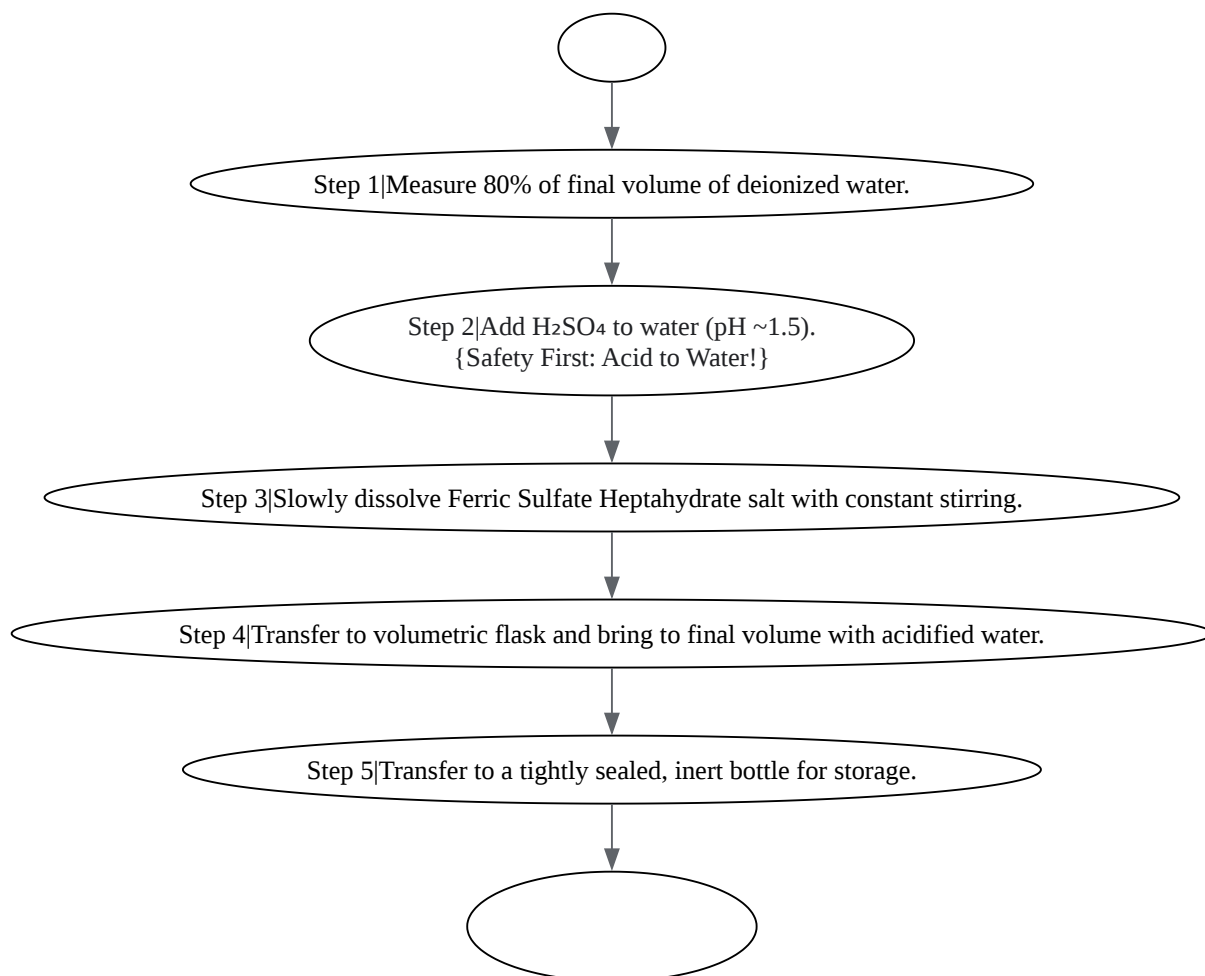 Step 1|Measure 80% of final volume of deionized water.
Step 2|Add H₂SO₄ to water (pH ~1.5).
{Safety First: Acid to Water!}
Step 3|Slowly dissolve Ferric Sulfate Heptahydrate salt with constant stirring.
Step 4|Transfer to volumetric flask and bring to final volume with acidified water.
Step 5|Transfer to a tightly sealed, inert bottle for storage.